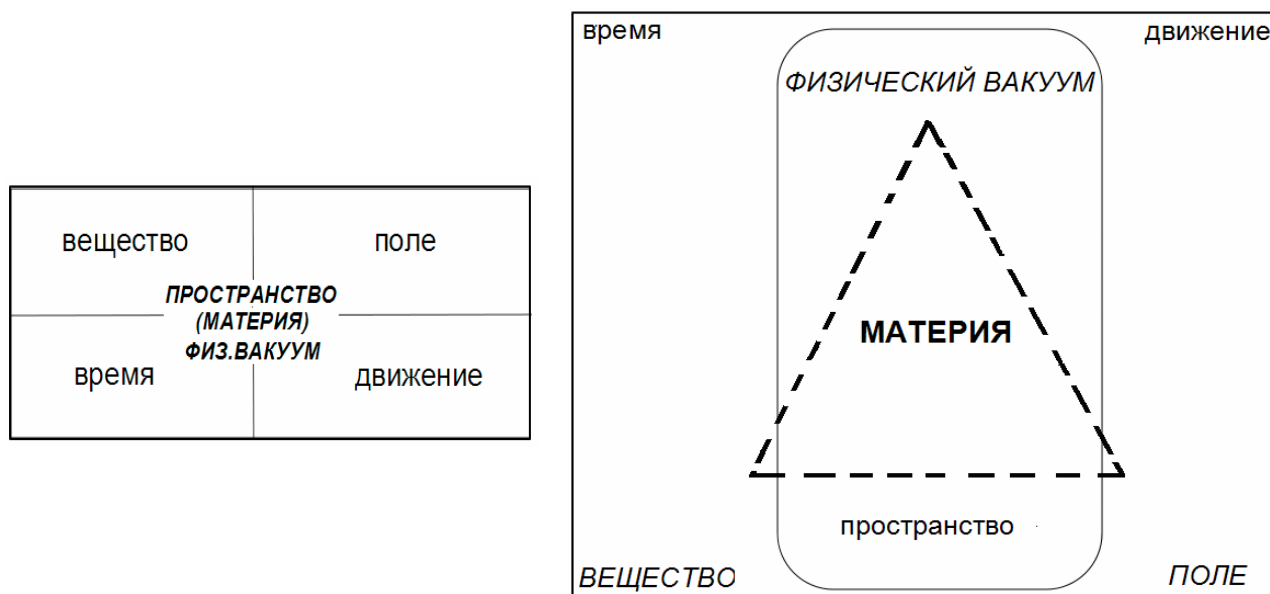 вещество
поле
ПРОСТРАНСТВО
(МАТЕРИЯ)
ФИЗ.ВАКУУМ
время
движение
время
движение
ФИЗИЧЕСКИЙ ВАКУУМ
МАТЕРИЯ
пространство
ВЕЩЕСТВО
ПОЛЕ